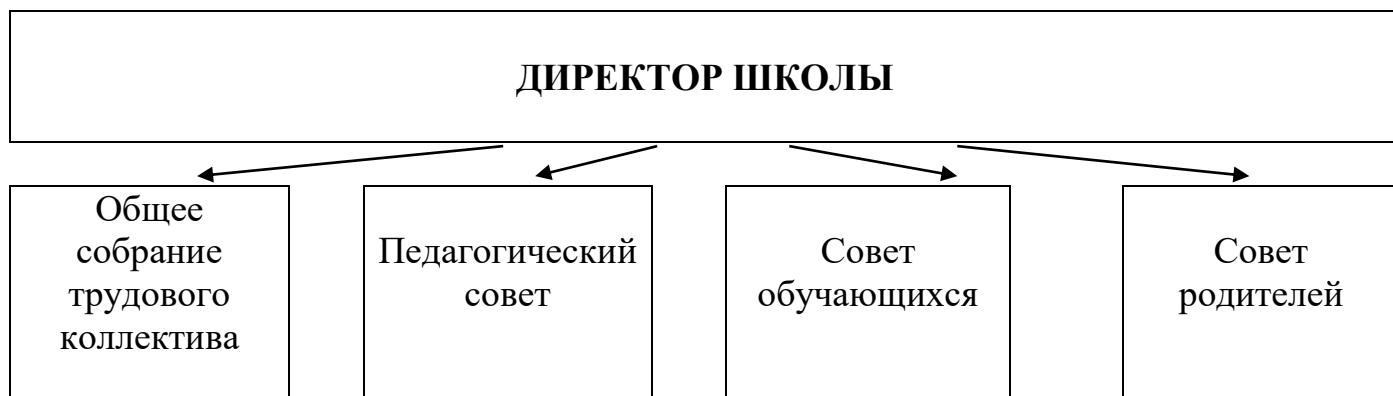 ДИРЕКТОР ШКОЛЫ
Общее
собрание
трудового
коллектива
Педагогический
совет
Совет
обучающихся
Совет
родителей